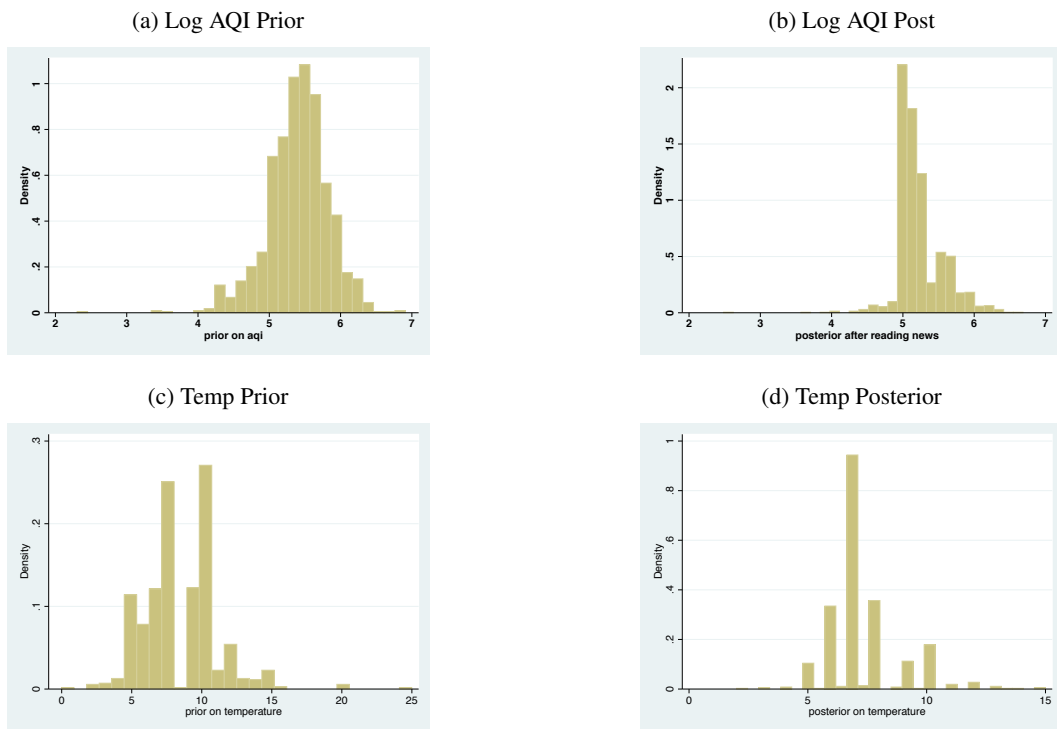 (a) Log AQI Prior
Density
0 .2 .4 .6 .8 1
2 3 4 5 6 7
prior on aqi
(b) Log AQI Post
Density
0 .5 1 1.5 2
2 3 4 5 6 7
posterior after reading news
(c) Temp Prior
Density
0 .1 .2 .3
0 5 10 15 20 25
prior on temperature
(d) Temp Posterior
Density
0 .2 .4 .6 .8 1
0 5 10 15
posterior on temperature